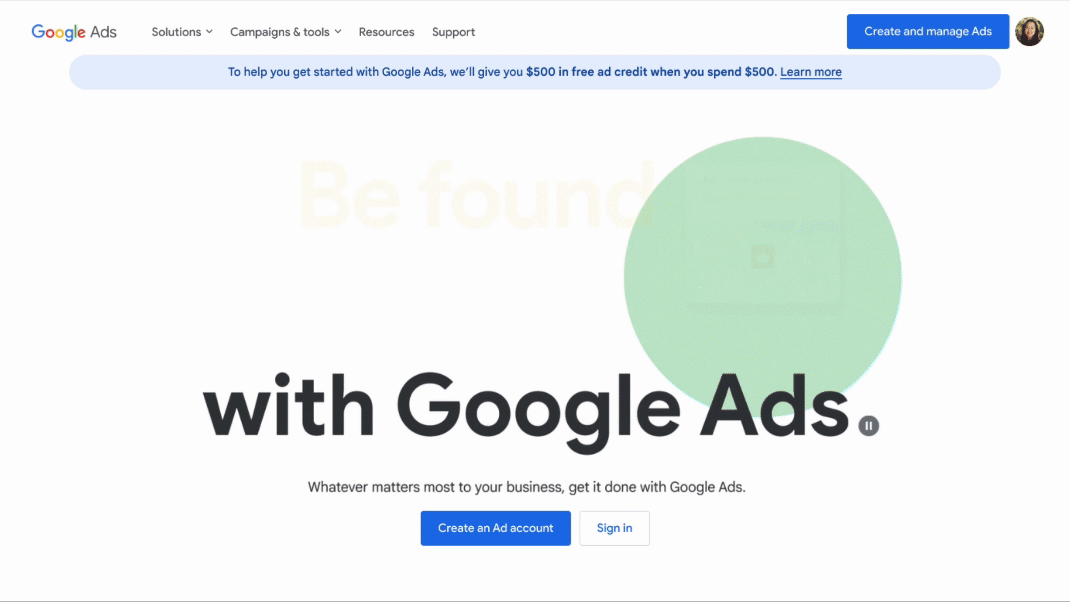 Google Ads
Solutions
Campaigns & tools
Resources
Support
Create and manage Ads
To help you get started with Google Ads, we’ll give you $500 in free ad credit when you spend $500. Learn more
Be found
with Google Ads.
Whatever matters most to your business, get it done with Google Ads.
Create an Ad account
Sign in